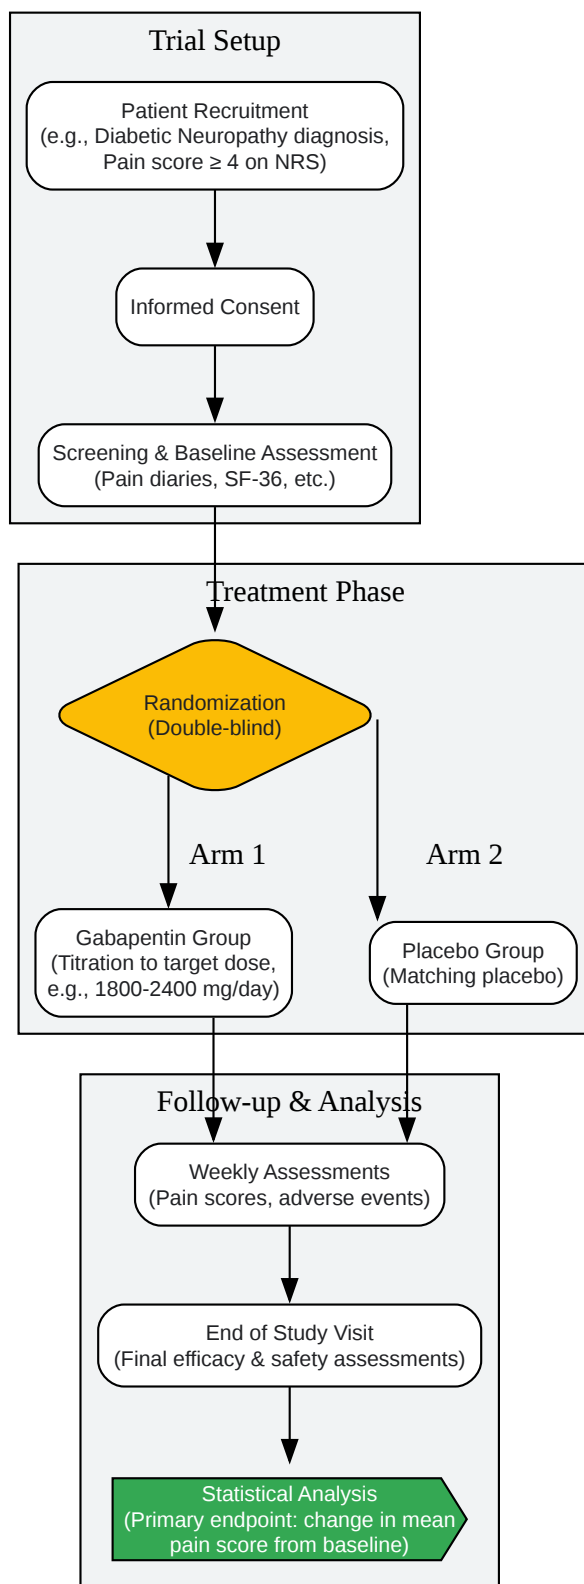 Trial Setup
Patient Recruitment
(e.g., Diabetic Neuropathy diagnosis,
Pain score ≥ 4 on NRS)
Informed Consent
Screening & Baseline Assessment
(Pain diaries, SF-36, etc.)
Treatment Phase
Randomization
(Double-blind)
Arm 1
Arm 2
Gabapentin Group
(Titration to target dose,
e.g., 1800-2400 mg/day)
Placebo Group
(Matching placebo)
Follow-up & Analysis
Weekly Assessments
(Pain scores, adverse events)
End of Study Visit
(Final efficacy & safety assessments)
Statistical Analysis
(Primary endpoint: change in mean
pain score from baseline)